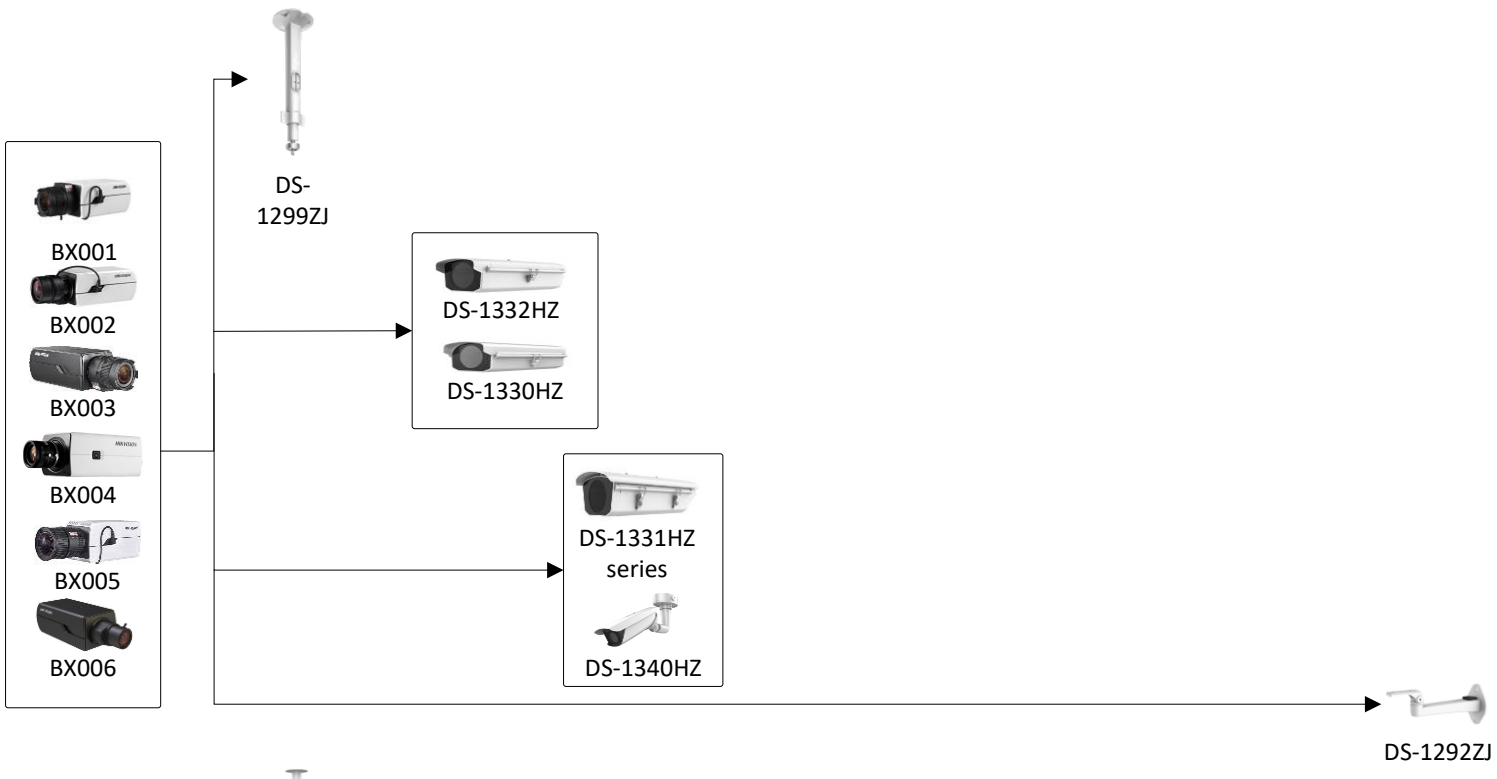 DS-
1299ZJ
BX001
BX002
BX003
BX004
HIKVISION
BX005
BX006
DS-1332HZ
DS-1330HZ
DS-1331HZ
series
DS-1340HZ
DS-1292ZJ